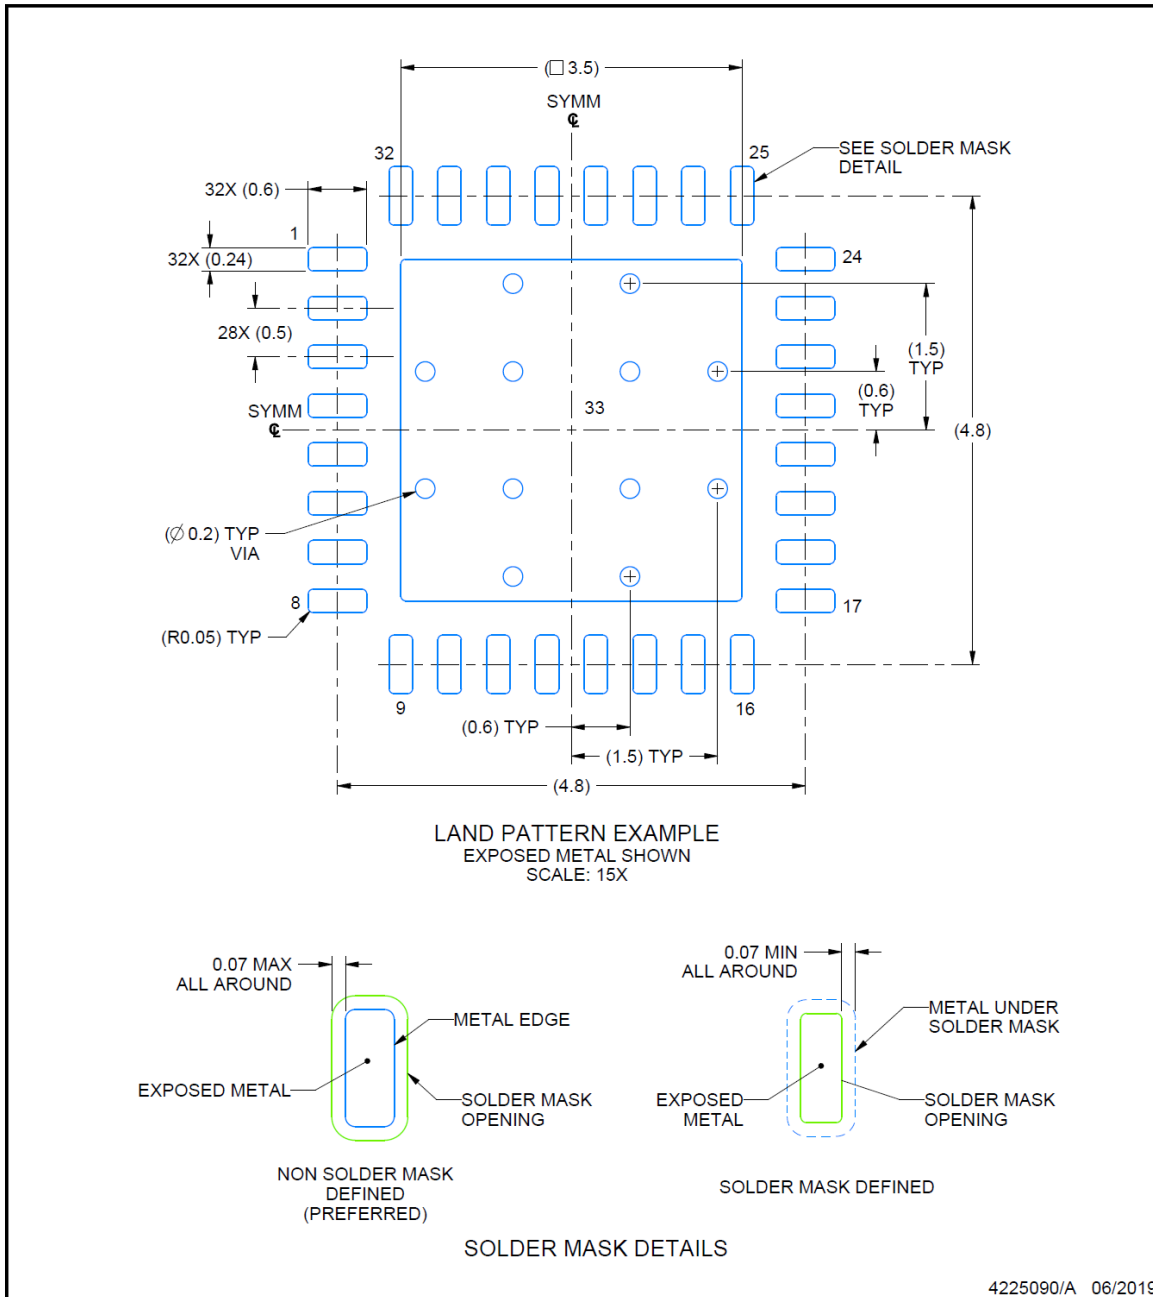 (□ 3.5)
SYMM
℄
32
25
SEE SOLDER MASK
DETAIL
32X (0.6)
1
32X (0.24)
24
28X (0.5)
(1.5)
TYP
(0.6)
TYP
SYMM
℄
33
(4.8)
(∅ 0.2) TYP
VIA
8
17
(R0.05) TYP
9
16
(0.6) TYP
(1.5) TYP
(4.8)
LAND PATTERN EXAMPLE
EXPOSED METAL SHOWN
SCALE: 15X
0.07 MAX
ALL AROUND
METAL EDGE
EXPOSED METAL
SOLDER MASK
OPENING
NON SOLDER MASK
DEFINED
(PREFERRED)
0.07 MIN
ALL AROUND
METAL UNDER
SOLDER MASK
EXPOSED
METAL
SOLDER MASK
OPENING
SOLDER MASK DEFINED
SOLDER MASK DETAILS
4225090/A 06/2019